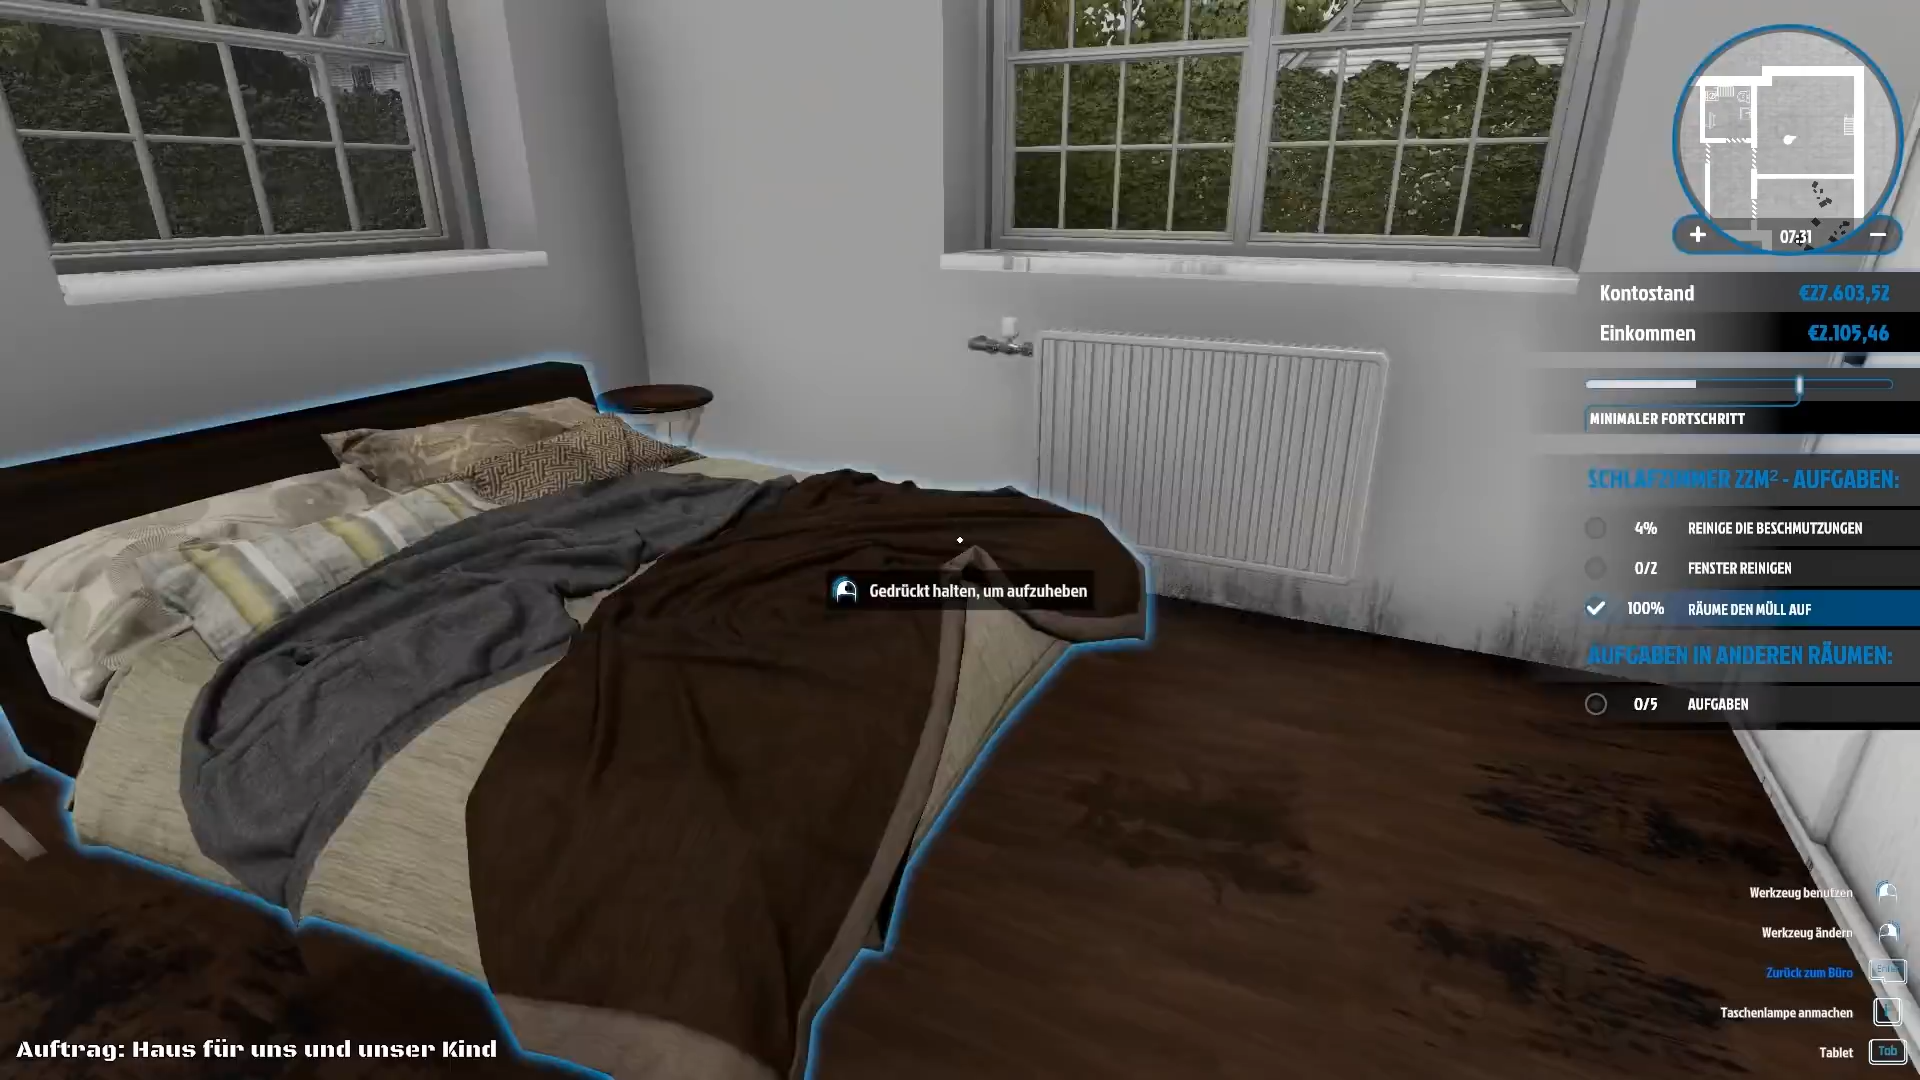 07:31
Kontostand €27.603,52
Einkommen €2.105,46
MINIMALER FORTSCHRITT
SCHLAFZIMMER 22M² - AUFGABEN:
4% REINIGE DIE BESCHMUTZUNGEN
0/2 FENSTER REINIGEN
100% RÄUME DEN MÜLL AUF
AUFGABEN IN ANDEREN RÄUMEN:
0/5 AUFGABEN
Gedrückt halten, um aufzuheben
Werkzeug benutzen
Werkzeug ändern
Zurück zum Büro Enter
Taschenlampe anmachen
Tablet Tab
Auftrag: Haus für uns und unser Kind